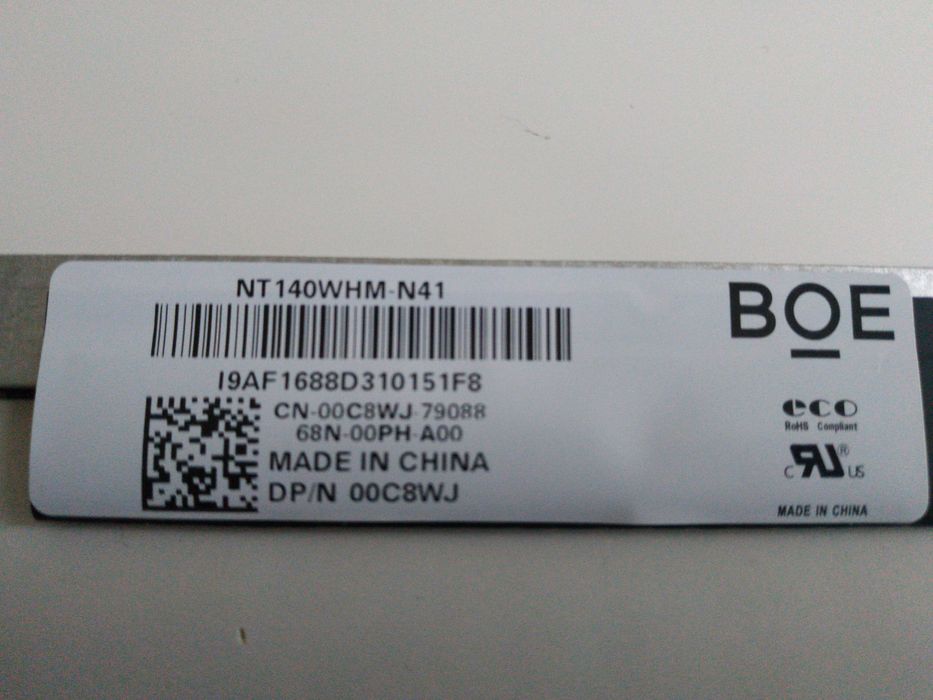 NT140WHM-N41
BOE
I9AF1688D310151F8
CN-00C8WJ-79088
68N-00PH-A00
MADE IN CHINA
DP/N 00C8WJ
eco
RoHS Compliant
c RU ® US
MADE IN CHINA